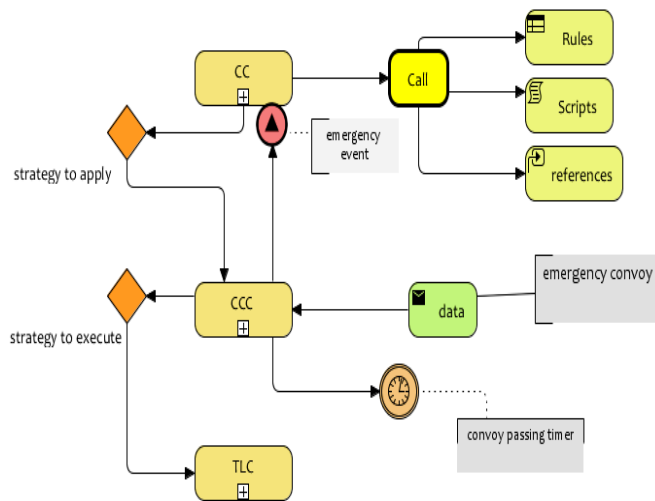 CC
Call
Rules
Scripts
references
emergency
event
strategy to apply
emergency convoy
CCC
data
strategy to execute
convoy passing timer
TLC